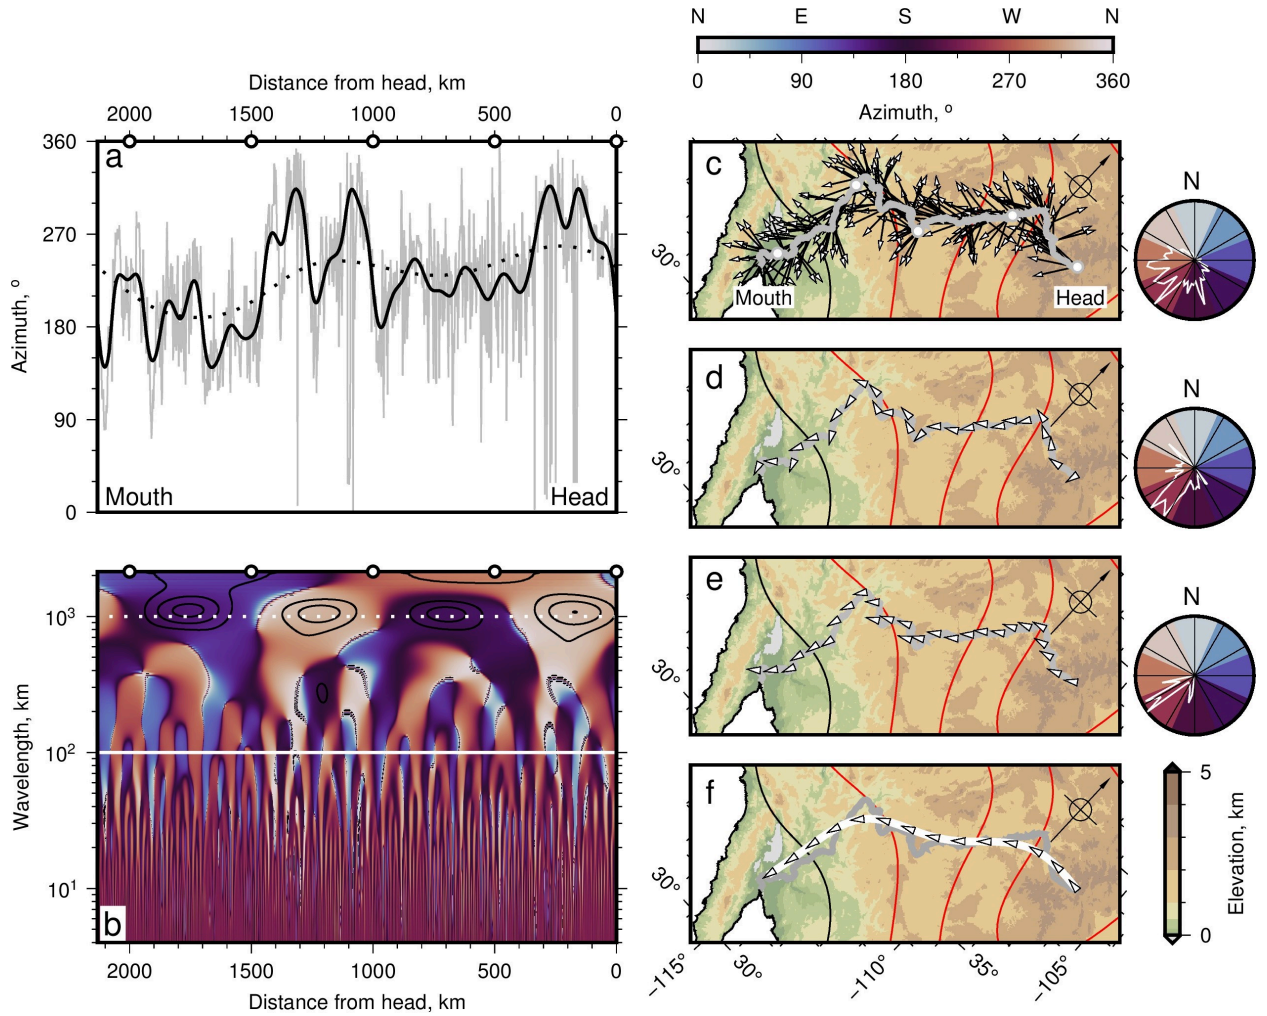 N E S W N
0 90 180 270 360
Azimuth, o
Distance from head, km
2000 1500 1000 500 0
360
270
180
90
0
Azimuth, o
a
Mouth Head
c
Mouth Head
30°
N
d
30°
N
e
30°
N
f
30°
−115° 30° −110° 35° −105°
5
0
Elevation, km
10³
10²
10¹
Wavelength, km
b
2000 1500 1000 500 0
Distance from head, km